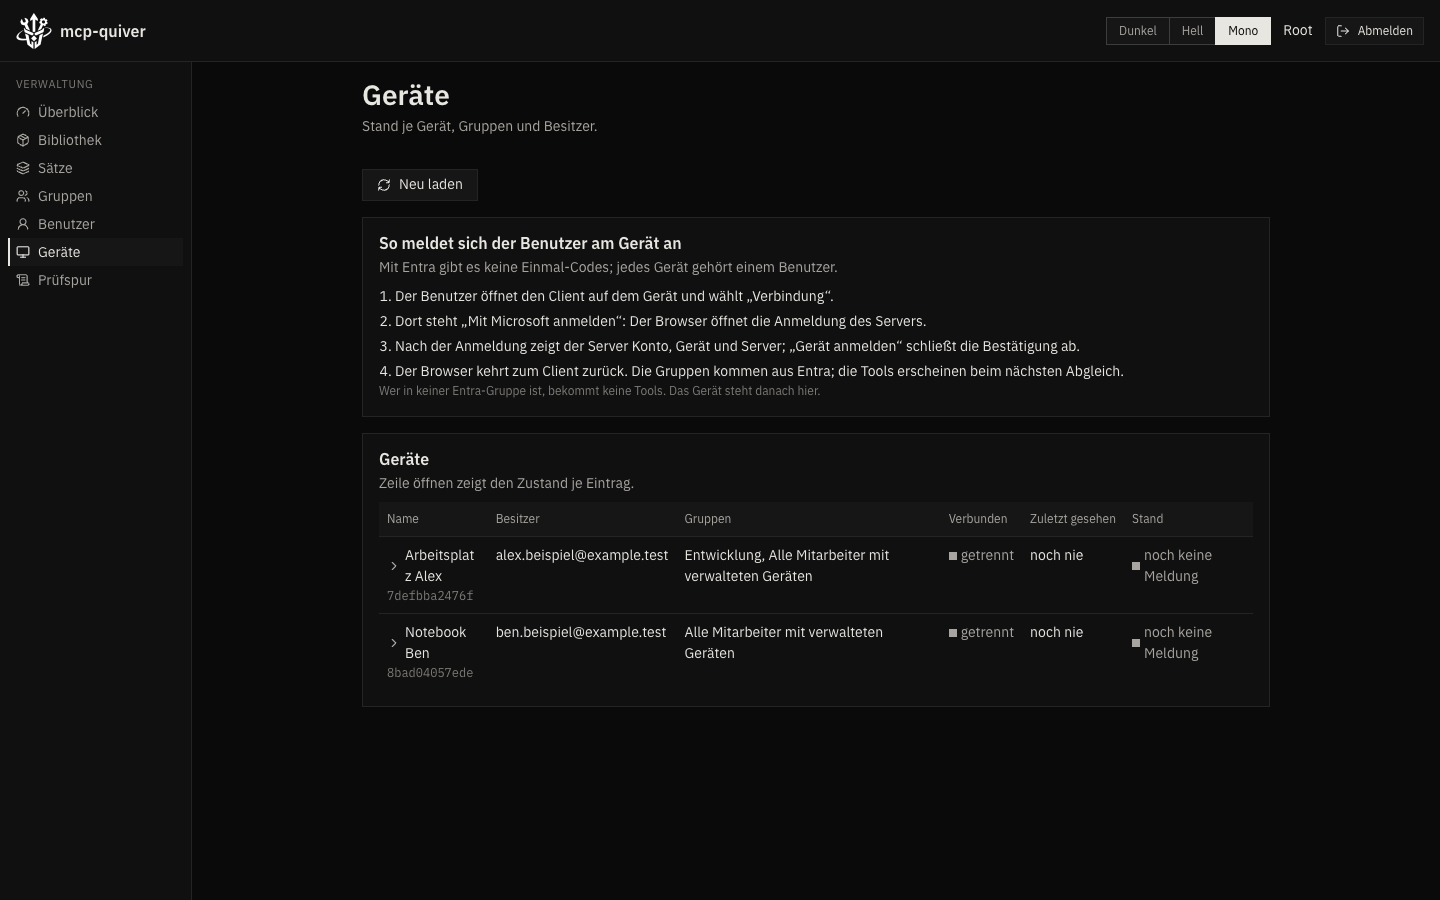 mcp-quiver
Dunkel Hell Mono Root Abmelden
VERWALTUNG
Überblick
Bibliothek
Sätze
Gruppen
Benutzer
Geräte
Prüfspur
Geräte
Stand je Gerät, Gruppen und Besitzer.
Neu laden
So meldet sich der Benutzer am Gerät an
Mit Entra gibt es keine Einmal-Codes; jedes Gerät gehört einem Benutzer.
1. Der Benutzer öffnet den Client auf dem Gerät und wählt „Verbindung“.
2. Dort steht „Mit Microsoft anmelden“: Der Browser öffnet die Anmeldung des Servers.
3. Nach der Anmeldung zeigt der Server Konto, Gerät und Server; „Gerät anmelden“ schließt die Bestätigung ab.
4. Der Browser kehrt zum Client zurück. Die Gruppen kommen aus Entra; die Tools erscheinen beim nächsten Abgleich.
Wer in keiner Entra-Gruppe ist, bekommt keine Tools. Das Gerät steht danach hier.
Geräte
Zeile öffnen zeigt den Zustand je Eintrag.
Name Besitzer Gruppen Verbunden Zuletzt gesehen Stand
Arbeitsplat alex.beispiel@example.test Entwicklung, Alle Mitarbeiter mit getrennt noch nie noch keine
z Alex verwalteten Geräten Meldung
7defbba2476f
Notebook ben.beispiel@example.test Alle Mitarbeiter mit verwalteten getrennt noch nie noch keine
Ben Geräten Meldung
8bad04057ede